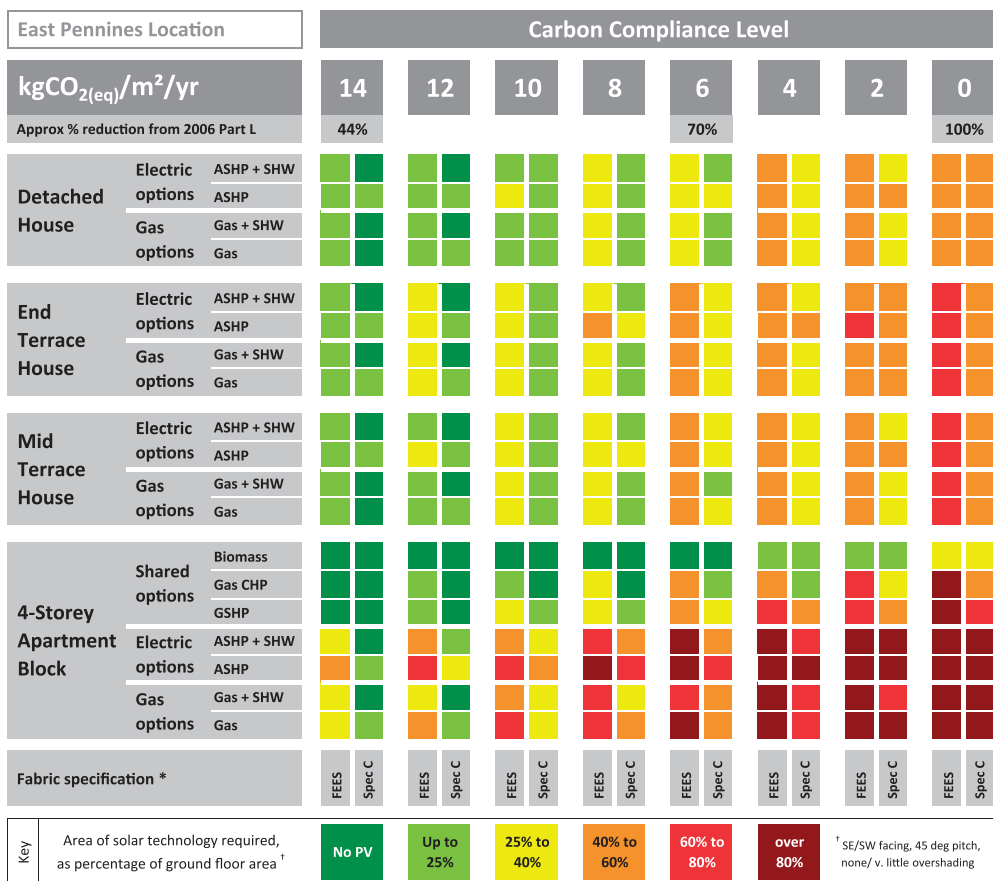 East Pennines Location
Carbon Compliance Level
kgCO2(eq)/m²/yr
14 12 10 8 6 4 2 0
Approx % reduction from 2006 Part L
44% 70% 100%
Detached
House
Electric
options
ASHP + SHW
ASHP
Gas
options
Gas + SHW
Gas
End
Terrace
House
Electric
options
ASHP + SHW
ASHP
Gas
options
Gas + SHW
Gas
Mid
Terrace
House
Electric
options
ASHP + SHW
ASHP
Gas
options
Gas + SHW
Gas
4-Storey
Apartment
Block
Shared
options
Biomass
Gas CHP
GSHP
Electric
options
ASHP + SHW
ASHP
Gas
options
Gas + SHW
Gas
Fabric specification *
FEES Spec C FEES Spec C FEES Spec C FEES Spec C FEES Spec C FEES Spec C FEES Spec C FEES Spec C
Key
Area of solar technology required,
as percentage of ground floor area †
No PV
Up to
25%
25% to
40%
40% to
60%
60% to
80%
over
80%
† SE/SW facing, 45 deg pitch,
none/ v. little overshading